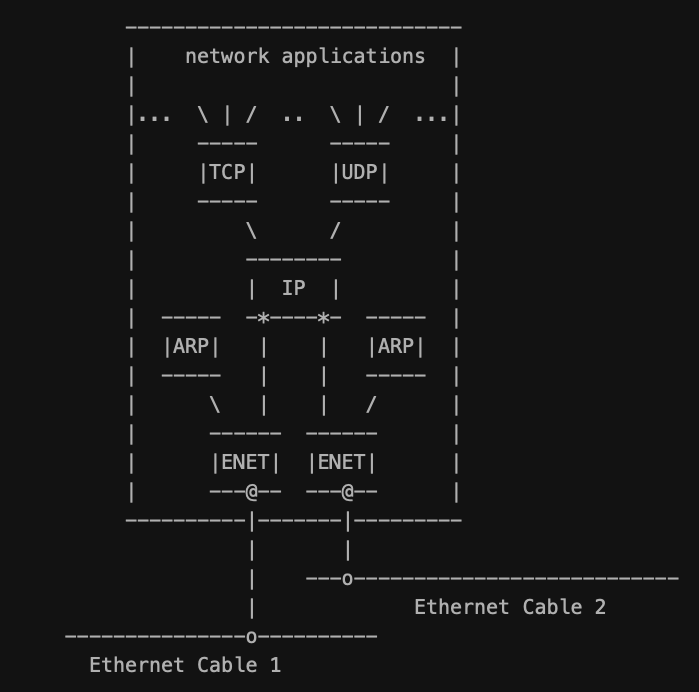 network applications
... \ | / .. \ | / ...
|TCP| |UDP|
| IP |
|ARP| |ARP|
|ENET| |ENET|
Ethernet Cable 2
Ethernet Cable 1